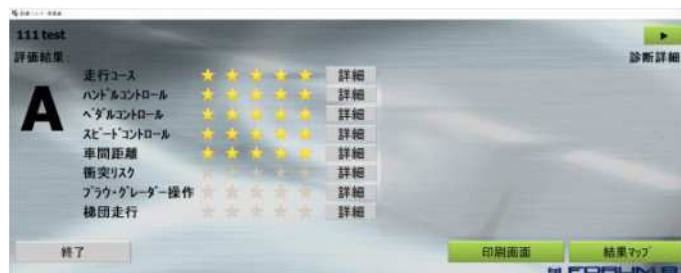 111 test
評価結果:
診断詳細
A
走行コース 詳細
ハンドルコントロール 詳細
ペダルコントロール 詳細
スピードコントロール 詳細
車間距離 詳細
衝突リスク 詳細
プラウ・グレーダー操作 詳細
梯団走行 詳細
終了
印刷画面
結果マップ